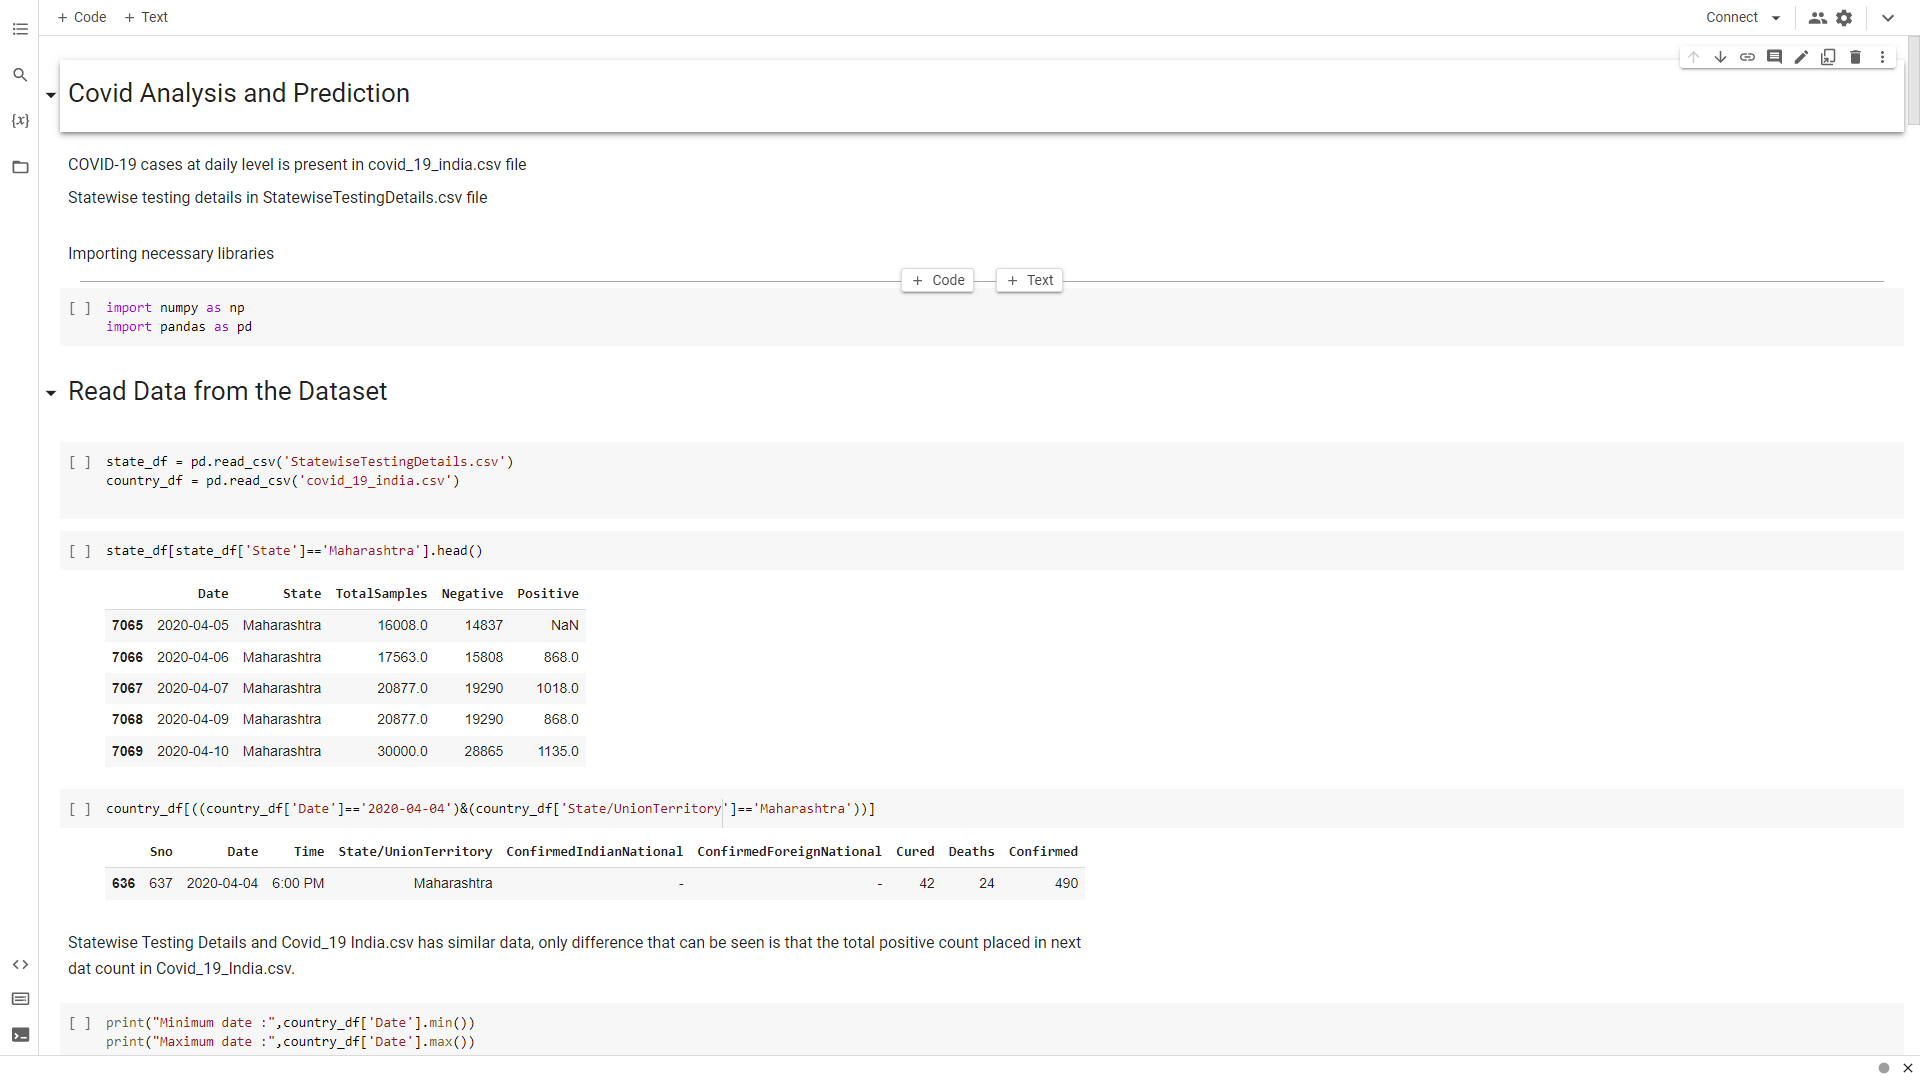 + Code + Text
Connect
{x}
Covid Analysis and Prediction
COVID-19 cases at daily level is present in covid_19_india.csv file
Statewise testing details in StatewiseTestingDetails.csv file
Importing necessary libraries
+ Code + Text
[ ] import numpy as np
import pandas as pd
Read Data from the Dataset
[ ] state_df = pd.read_csv('StatewiseTestingDetails.csv')
country_df = pd.read_csv('covid_19_india.csv')
[ ] state_df[state_df['State']=='Maharashtra'].head()
Date State TotalSamples Negative Positive
7065 2020-04-05 Maharashtra 16008.0 14837 NaN
7066 2020-04-06 Maharashtra 17563.0 15808 868.0
7067 2020-04-07 Maharashtra 20877.0 19290 1018.0
7068 2020-04-09 Maharashtra 20877.0 19290 868.0
7069 2020-04-10 Maharashtra 30000.0 28865 1135.0
[ ] country_df[((country_df['Date']=='2020-04-04')&(country_df['State/UnionTerritory']=='Maharashtra'))]
Sno Date Time State/UnionTerritory ConfirmedIndianNational ConfirmedForeignNational Cured Deaths Confirmed
636 637 2020-04-04 6:00 PM Maharashtra - - 42 24 490
Statewise Testing Details and Covid_19 India.csv has similar data, only difference that can be seen is that the total positive count placed in next
dat count in Covid_19_India.csv.
[ ] print("Minimum date :",country_df['Date'].min())
print("Maximum date :",country_df['Date'].max())